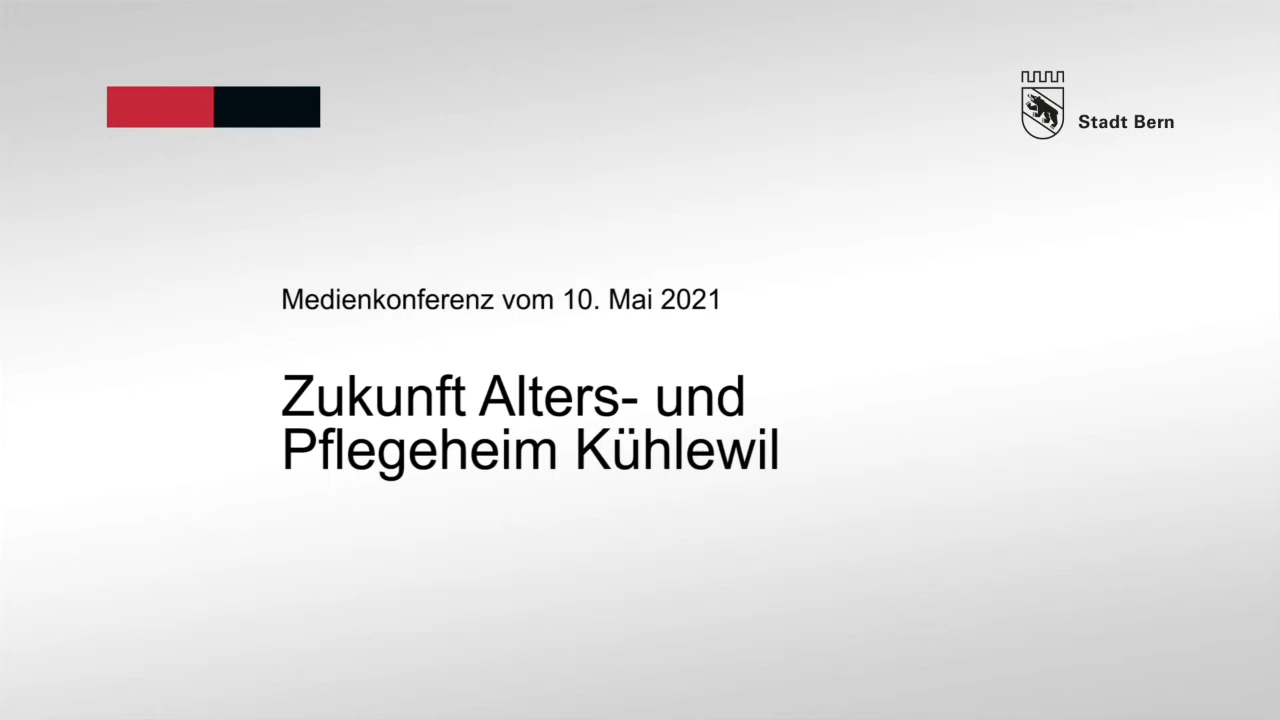 Stadt Bern
Medienkonferenz vom 10. Mai 2021
Zukunft Alters- und
Pflegeheim Kühlewil